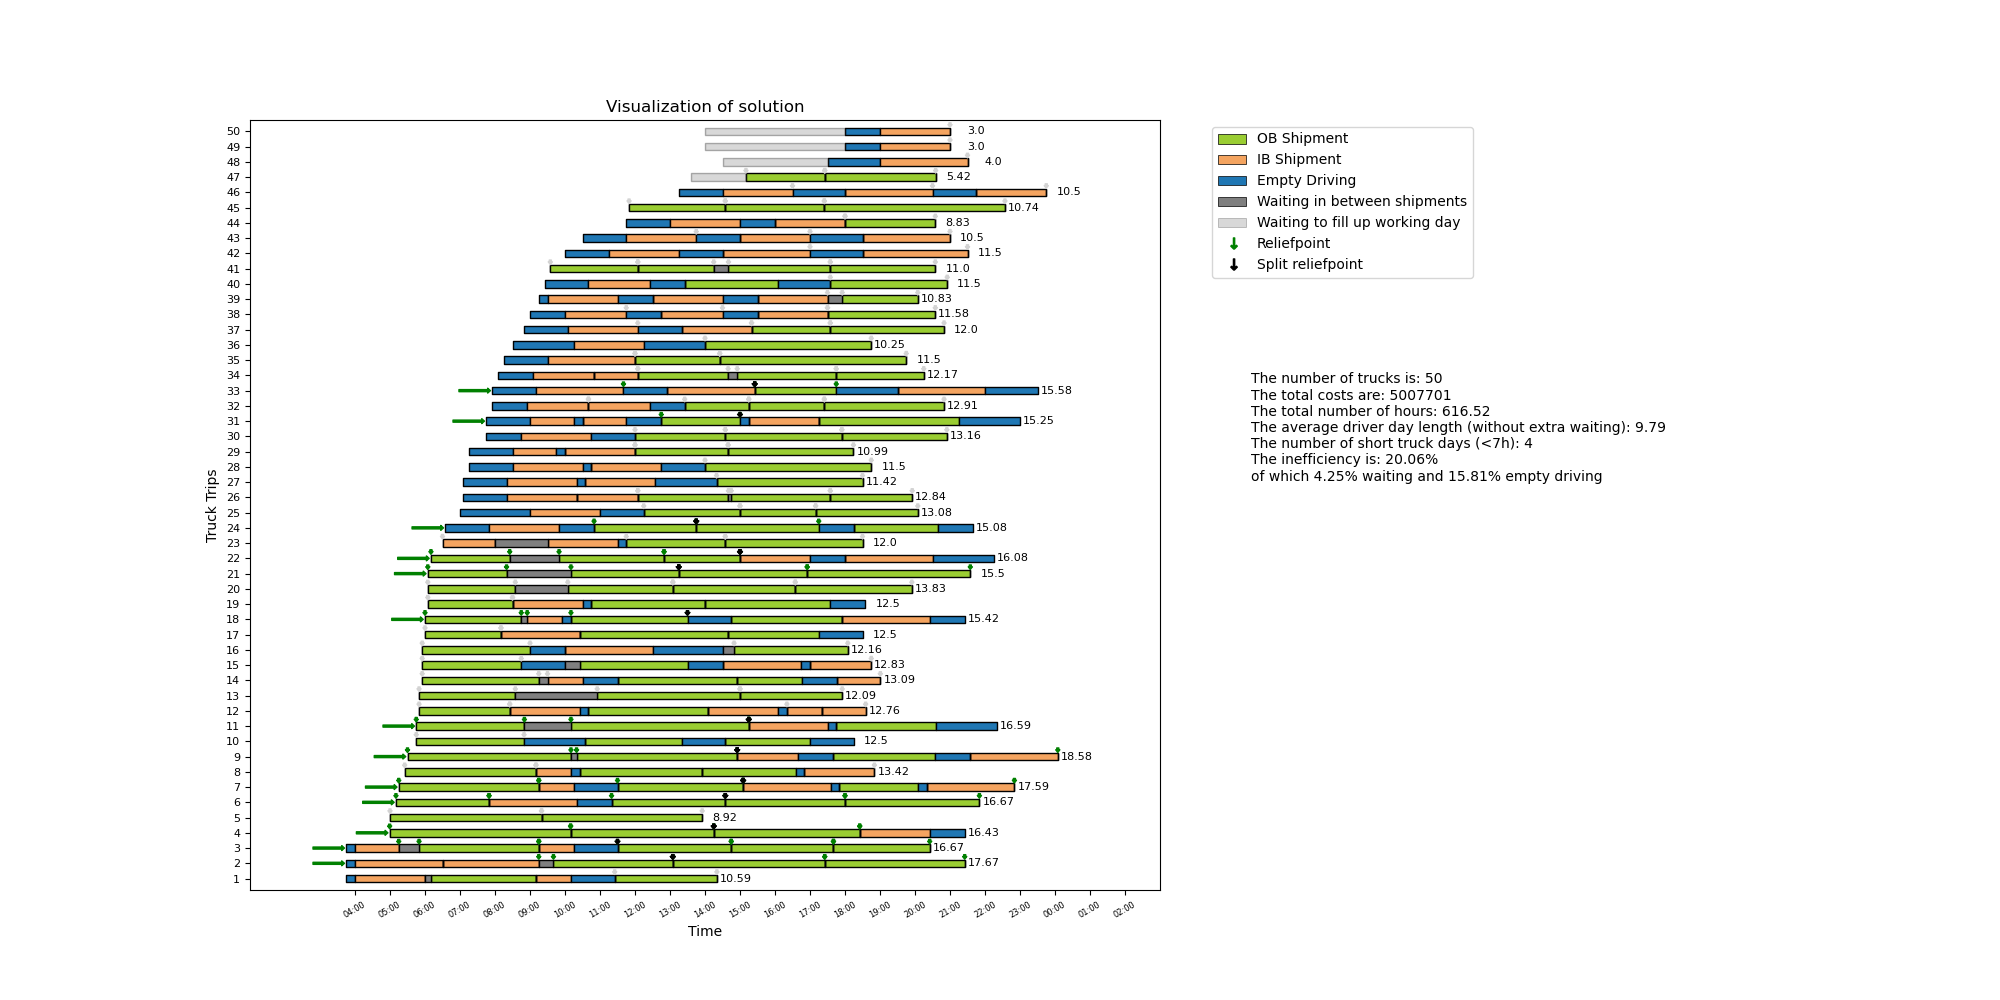 Visualization of solution
50 3.0
49 3.0
48 4.0
47 5.42
46 10.5
45 10.74
44 8.83
43 10.5
42 11.5
41 11.0
40 11.5
39 10.83
38 11.58
37 12.0
36 10.25
35 11.5
34 12.17
33 15.58
32 12.91
31 15.25
30 13.16
29 10.99
28 11.5
27 11.42
26 12.84
25 13.08
24 15.08
23 12.0
22 16.08
21 15.5
20 13.83
19 12.5
18 15.42
17 12.5
16 12.16
15 12.83
14 13.09
13 12.09
12 12.76
11 16.59
10 12.5
9 18.58
8 13.42
7 17.59
6 16.67
5 8.92
4 16.43
3 16.67
2 17.67
1 10.59
Truck Trips
04:00 05:00 06:00 07:00 08:00 09:00 10:00 11:00 12:00 13:00 14:00 15:00 16:00 17:00 18:00 19:00 20:00 21:00 22:00 23:00 00:00 01:00 02:00
Time
OB Shipment
IB Shipment
Empty Driving
Waiting in between shipments
Waiting to fill up working day
Reliefpoint
Split reliefpoint
The number of trucks is: 50
The total costs are: 5007701
The total number of hours: 616.52
The average driver day length (without extra waiting): 9.79
The number of short truck days (<7h): 4
The inefficiency is: 20.06%
of which 4.25% waiting and 15.81% empty driving